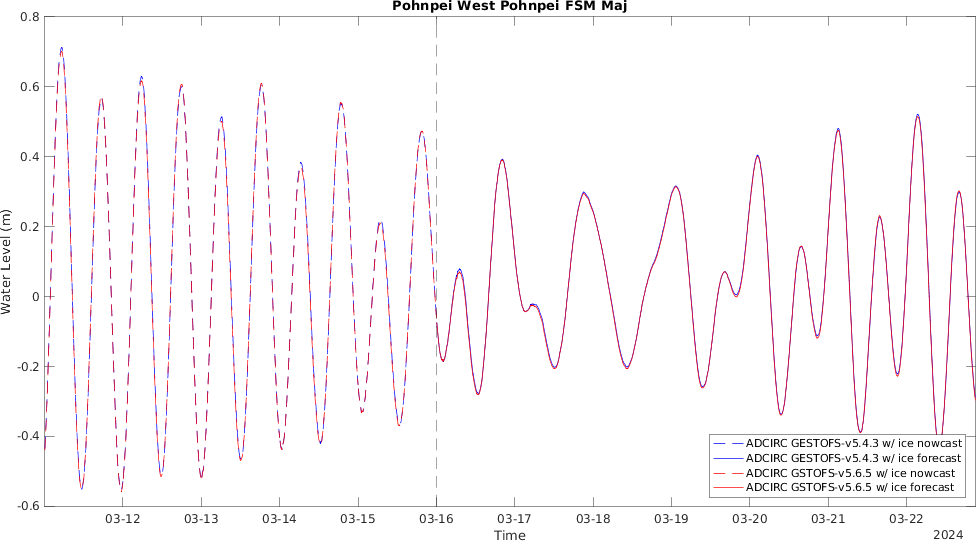 Pohnpei West Pohnpei FSM Maj
0.8
0.6
0.4
0.2
0
-0.2
-0.4
-0.6
Water Level (m)
ADCIRC GESTOFS-v5.4.3 w/ ice nowcast
ADCIRC GESTOFS-v5.4.3 w/ ice forecast
ADCIRC GSTOFS-v5.6.5 w/ ice nowcast
ADCIRC GSTOFS-v5.6.5 w/ ice forecast
03-12 03-13 03-14 03-15 03-16 03-17 03-18 03-19 03-20 03-21 03-22
Time
2024